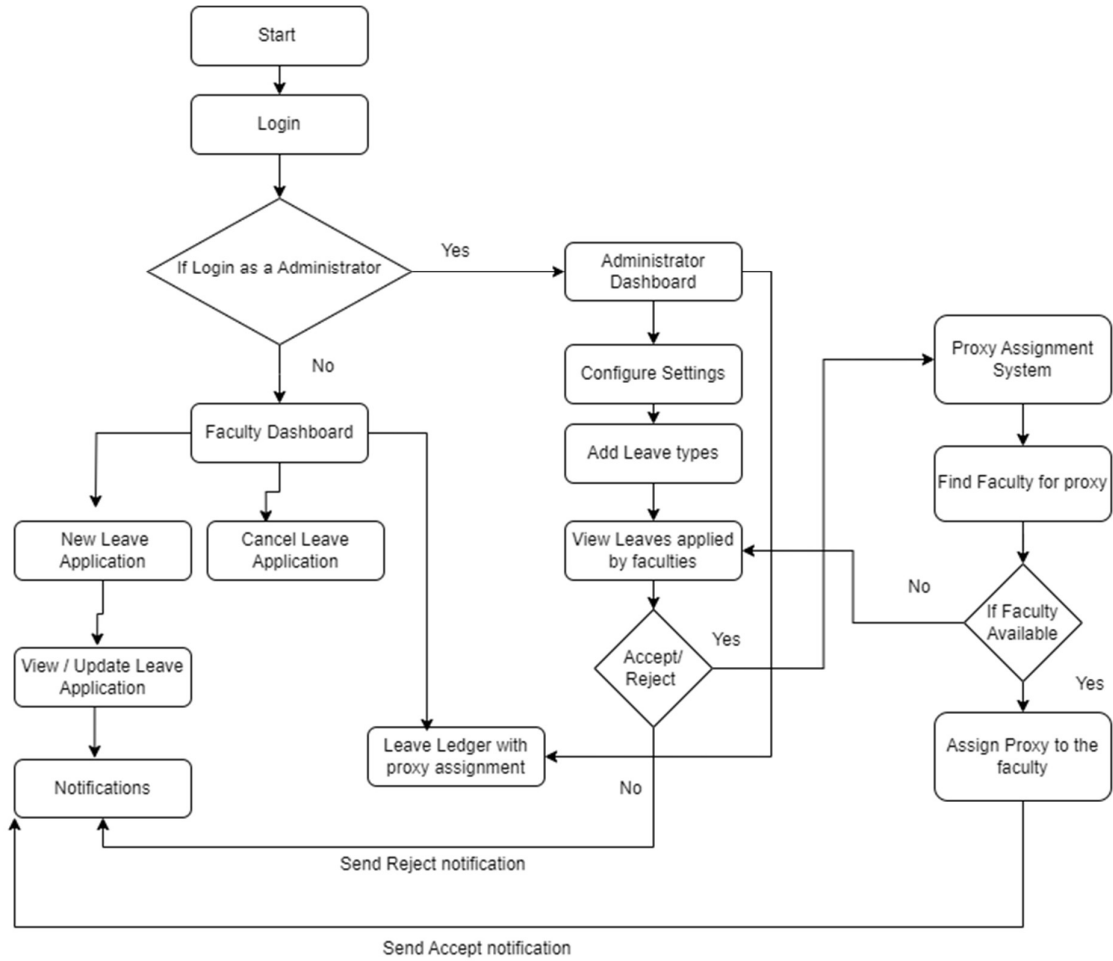 Start
Login
If Login as a Administrator
Yes
No
Administrator
Dashboard
Configure Settings
Add Leave types
View Leaves applied
by faculties
Accept/
Reject
Yes
No
Proxy Assignment
System
Find Faculty for proxy
If Faculty
Available
No
Yes
Assign Proxy to the
faculty
Faculty Dashboard
New Leave
Application
Cancel Leave
Application
View / Update Leave
Application
Leave Ledger with
proxy assignment
Notifications
Send Reject notification
Send Accept notification